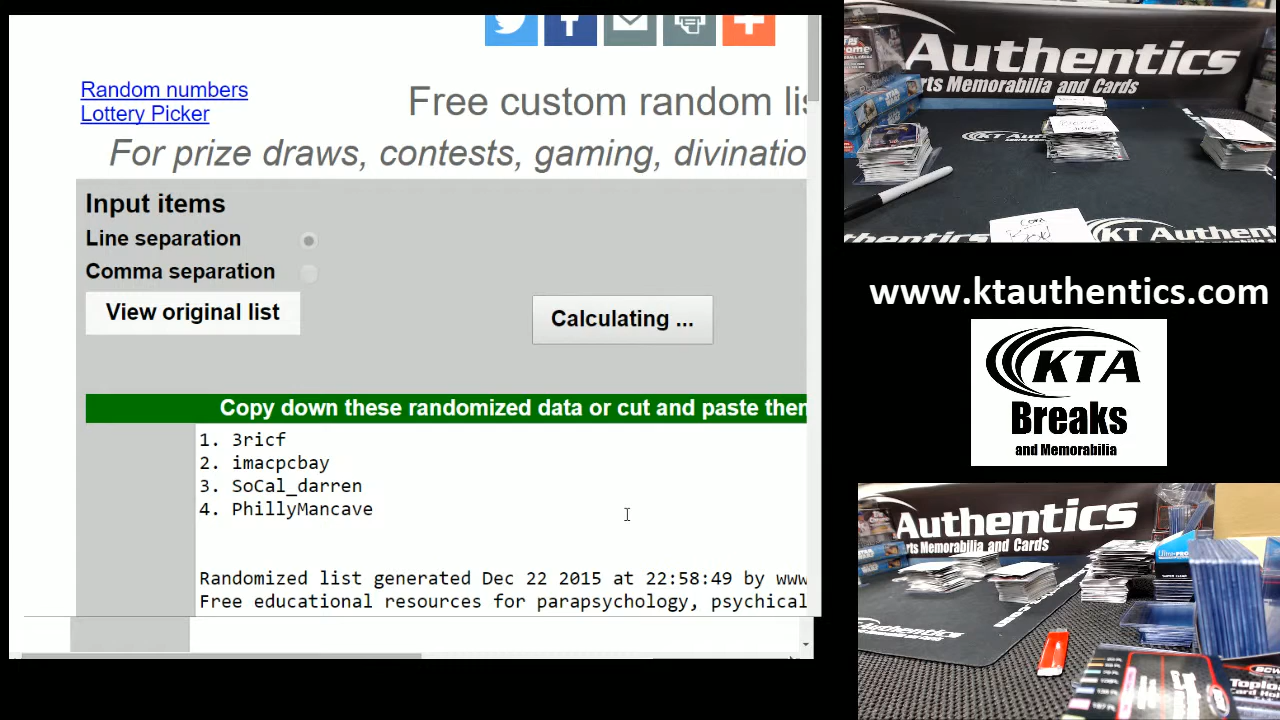 Random numbers
Lottery Picker
Free custom random lis
For prize draws, contests, gaming, divinatio
Input items
Line separation
Comma separation
View original list
Calculating ...
Copy down these randomized data or cut and paste then
1. 3ricf
2. imacpcbay
3. SoCal_darren
4. PhillyMancave
Randomized list generated Dec 22 2015 at 22:58:49 by www
Free educational resources for parapsychology, psychical
Authentics
rts Memorabilia and Cards
KT Authentics
www.ktauthentics.com
KTA
Breaks
and Memorabilia
Authentics
rts Memorabilia and Cards